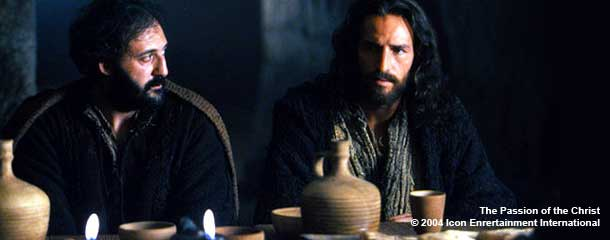 The Passion of the Christ
© 2004 Icon Enrertainment International